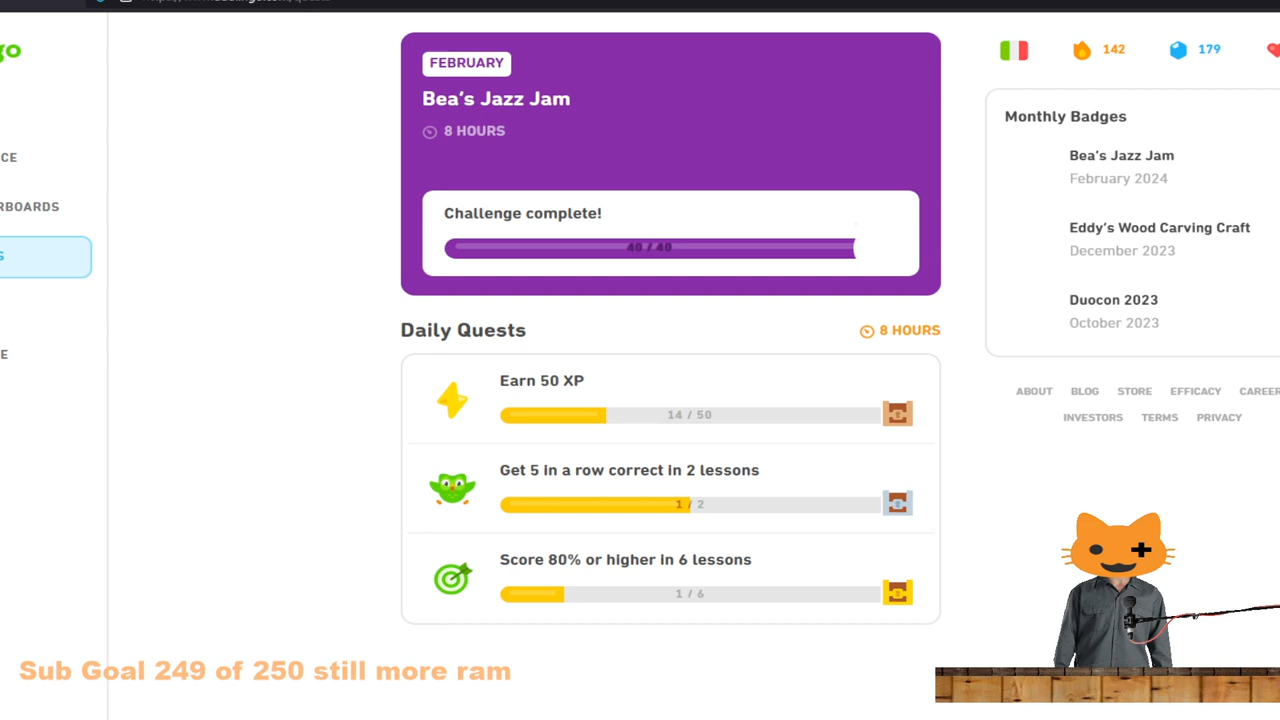 go
CE
RBOARDS
S
E
FEBRUARY
Bea's Jazz Jam
8 HOURS
Challenge complete!
40 / 40
Daily Quests
8 HOURS
Earn 50 XP
14 / 50
Get 5 in a row correct in 2 lessons
1 / 2
Score 80% or higher in 6 lessons
1 / 6
142
179
Monthly Badges
Bea's Jazz Jam
February 2024
Eddy's Wood Carving Craft
December 2023
Duocon 2023
October 2023
ABOUT BLOG STORE EFFICACY CAREER
INVESTORS TERMS PRIVACY
Sub Goal 249 of 250 still more ram